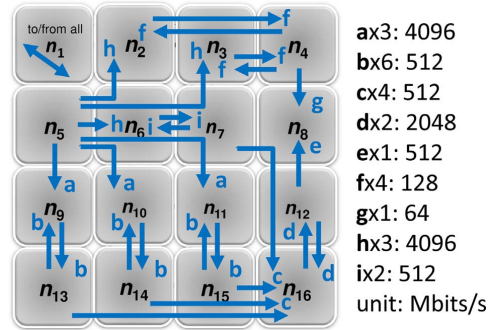 to/from all
n1 n2 f f n3 n4
h h f f
n5 h n6 i i n7 n8 g
e
a a a
n9 n10 n11 n12
b b b b b b d d
n13 n14 n15 c c n16
ax3: 4096
bx6: 512
cx4: 512
dx2: 2048
ex1: 512
fx4: 128
gx1: 64
hx3: 4096
ix2: 512
unit: Mbits/s